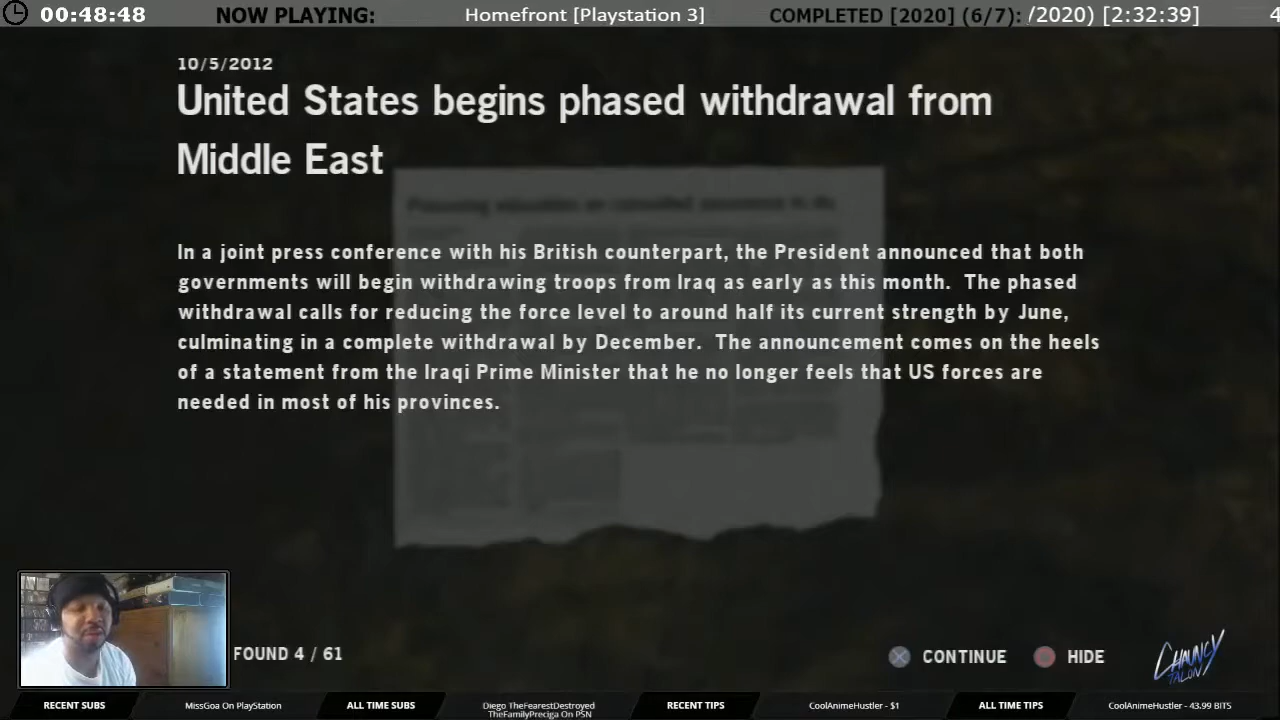 00:48:48 NOW PLAYING: Homefront [Playstation 3] COMPLETED [2020] (6/7): /2020) [2:32:39] 4
10/5/2012
United States begins phased withdrawal from
Middle East
In a joint press conference with his British counterpart, the President announced that both
governments will begin withdrawing troops from Iraq as early as this month. The phased
withdrawal calls for reducing the force level to around half its current strength by June,
culminating in a complete withdrawal by December. The announcement comes on the heels
of a statement from the Iraqi Prime Minister that he no longer feels that US forces are
needed in most of his provinces.
FOUND 4 / 61
CONTINUE HIDE
CHAUNCY
TALON
RECENT SUBS MissGoa On PlayStation ALL TIME SUBS Diego TheFearestDestroyed
TheFamilyPreciga On PSN
RECENT TIPS CoolAnimeHustler - $1 ALL TIME TIPS CoolAnimeHustler - 43.99 BITS